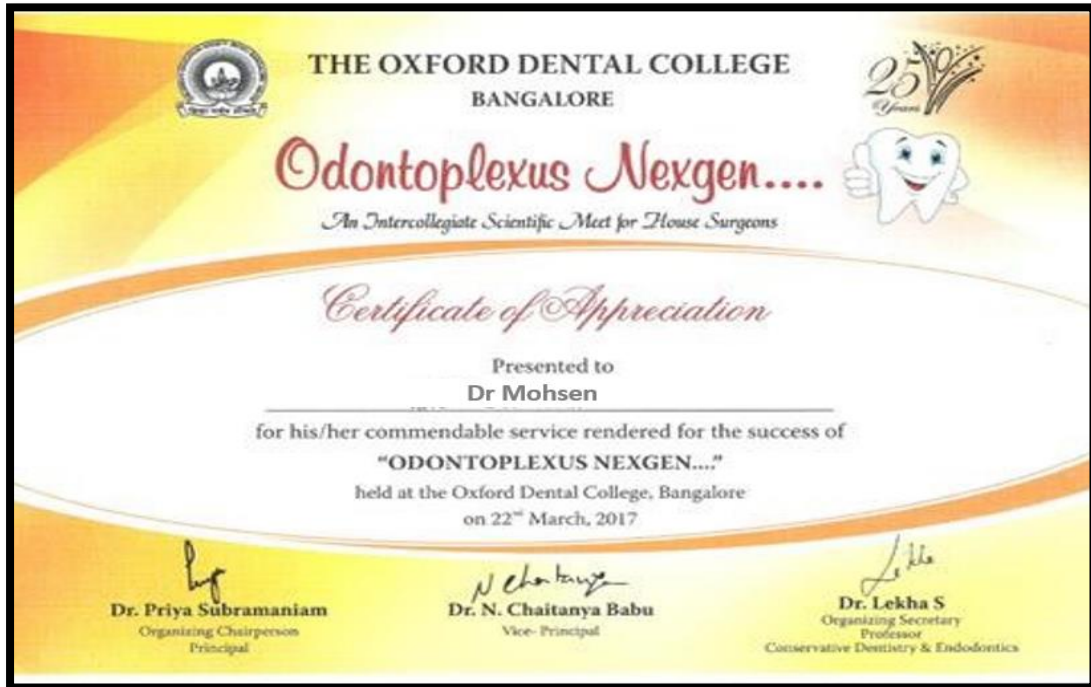 THE OXFORD DENTAL COLLEGE
BANGALORE
25
Years
Odontoplexus Nexgen....
An Intercollegiate Scientific Meet for House Surgeons
Certificate of Appreciation
Presented to
Dr Mohsen
for his/her commendable service rendered for the success of
"ODONTOPLEXUS NEXGEN...."
held at the Oxford Dental College, Bangalore
on 22nd March, 2017
N Chaitanya
Lekha
Dr. Priya Subramaniam
Organizing Chairperson
Principal
Dr. N. Chaitanya Babu
Vice- Principal
Dr. Lekha S
Organizing Secretary
Professor
Conservative Dentistry & Endodontics